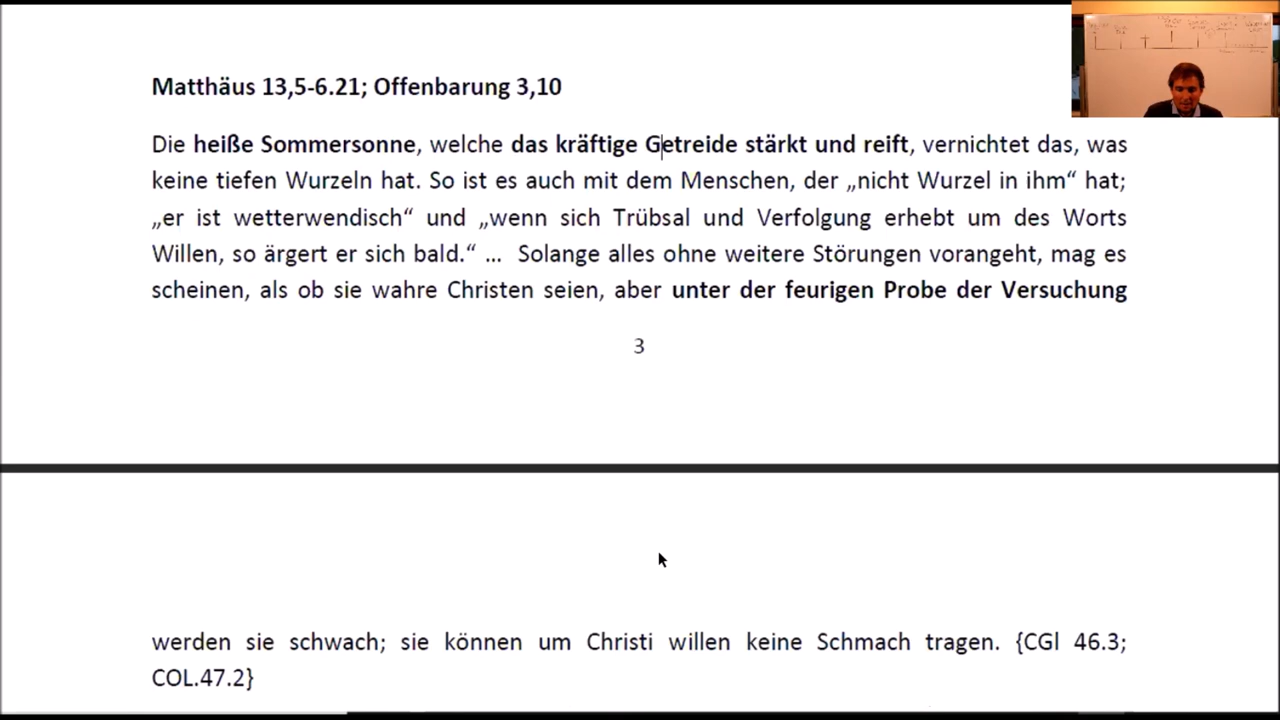 Matthäus 13,5-6.21; Offenbarung 3,10
Die heiße Sommersonne, welche das kräftige Getreide stärkt und reift, vernichtet das, was
keine tiefen Wurzeln hat. So ist es auch mit dem Menschen, der „nicht Wurzel in ihm“ hat;
„er ist wetterwendisch“ und „wenn sich Trübsal und Verfolgung erhebt um des Worts
Willen, so ärgert er sich bald.“ ... Solange alles ohne weitere Störungen vorangeht, mag es
scheinen, als ob sie wahre Christen seien, aber unter der feurigen Probe der Versuchung
3
werden sie schwach; sie können um Christi willen keine Schmach tragen. {CGl 46.3;
COL.47.2}